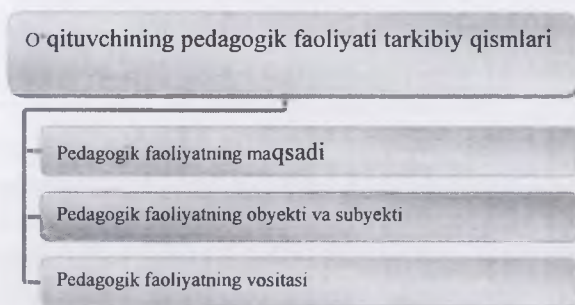 O'qituvchining pedagogik faoliyati tarkibiy qismlari
Pedagogik faoliyatning maqsadi
Pedagogik faoliyatning obyekti va subyekti
Pedagogik faoliyatning vositasi